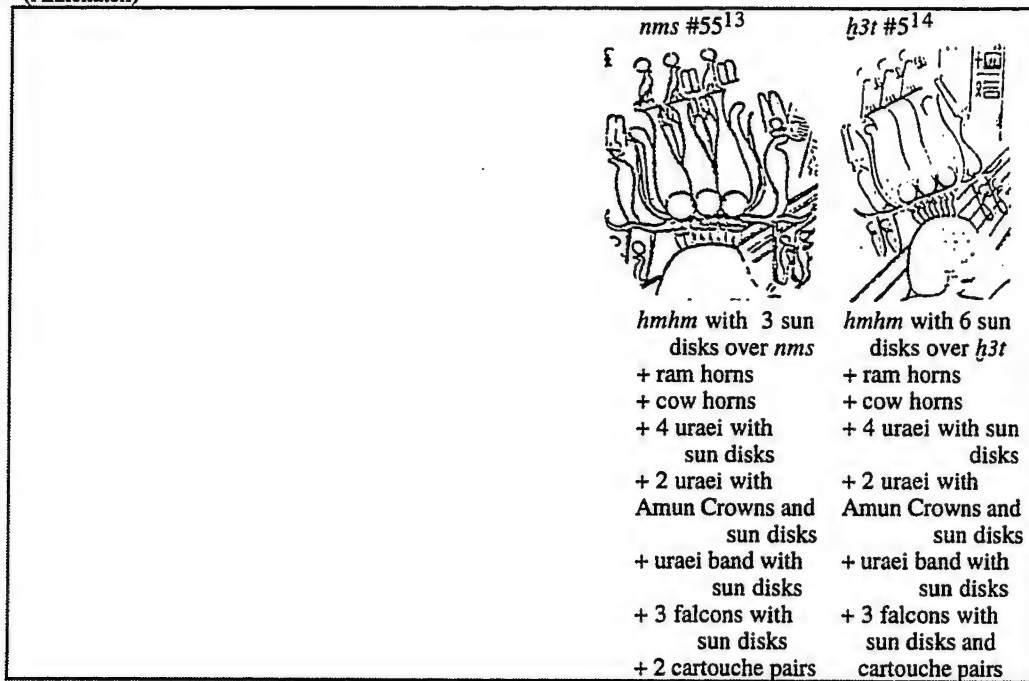 nms #55¹³
hmhm with 3 sun
disks over nms
+ ram horns
+ cow horns
+ 4 uraei with
sun disks
+ 2 uraei with
Amun Crowns and
sun disks
+ uraei band with
sun disks
+ 3 falcons with
sun disks
+ 2 cartouche pairs
ẖ3t #5¹⁴
hmhm with 6 sun
disks over ẖ3t
+ ram horns
+ cow horns
+ 4 uraei with sun
disks
+ 2 uraei with
Amun Crowns and
sun disks
+ uraei band with
sun disks
+ 3 falcons with
sun disks and
cartouche pairs